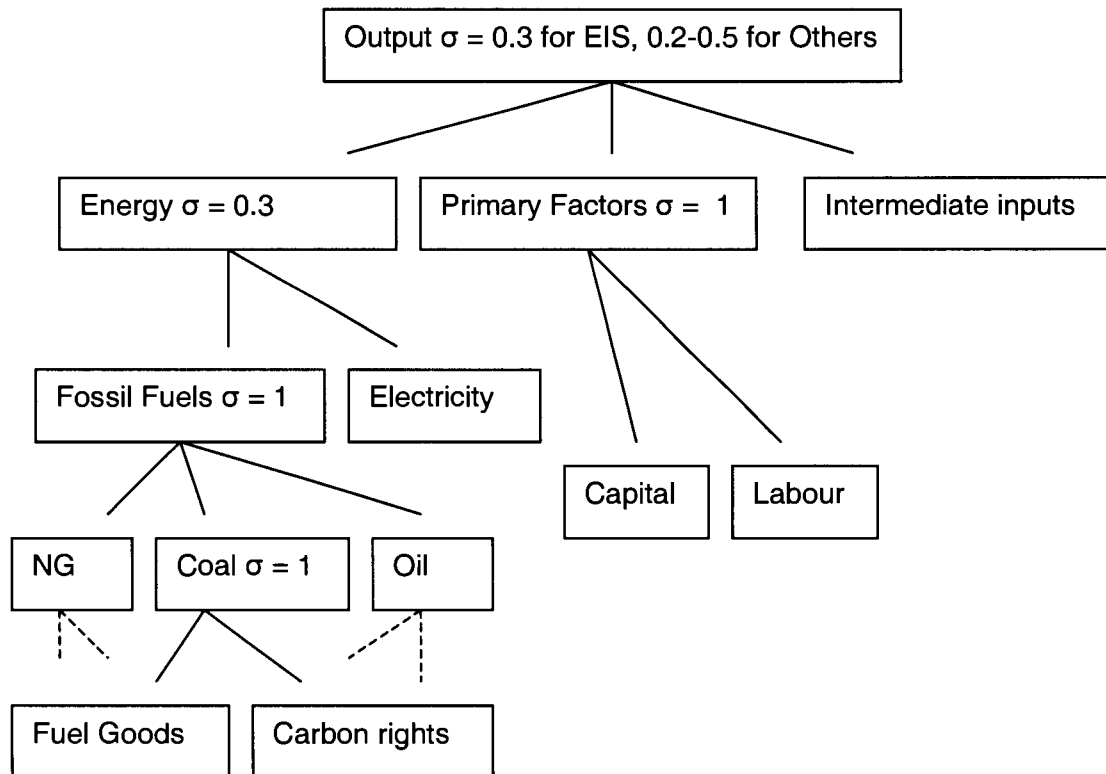 Output σ = 0.3 for EIS, 0.2-0.5 for Others
Energy σ = 0.3
Primary Factors σ = 1
Intermediate inputs
Fossil Fuels σ = 1
Electricity
Capital
Labour
NG
Coal σ = 1
Oil
Fuel Goods
Carbon rights